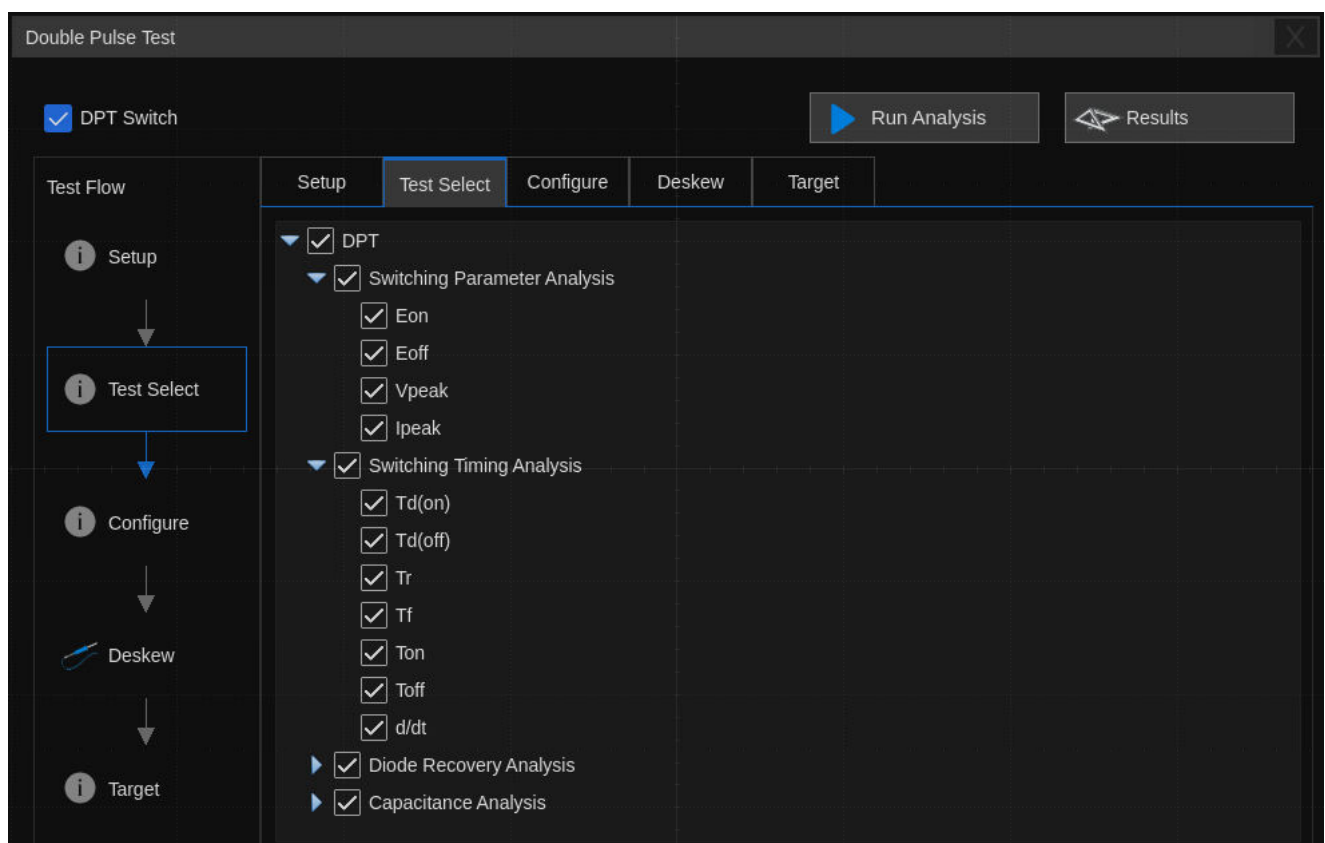 Double Pulse Test
X
DPT Switch
Run Analysis
Results
Test Flow
Setup
Test Select
Configure
Deskew
Target
Setup
Test Select
Configure
Deskew
Target
DPT
Switching Parameter Analysis
Eon
Eoff
Vpeak
Ipeak
Switching Timing Analysis
Td(on)
Td(off)
Tr
Tf
Ton
Toff
d/dt
Diode Recovery Analysis
Capacitance Analysis